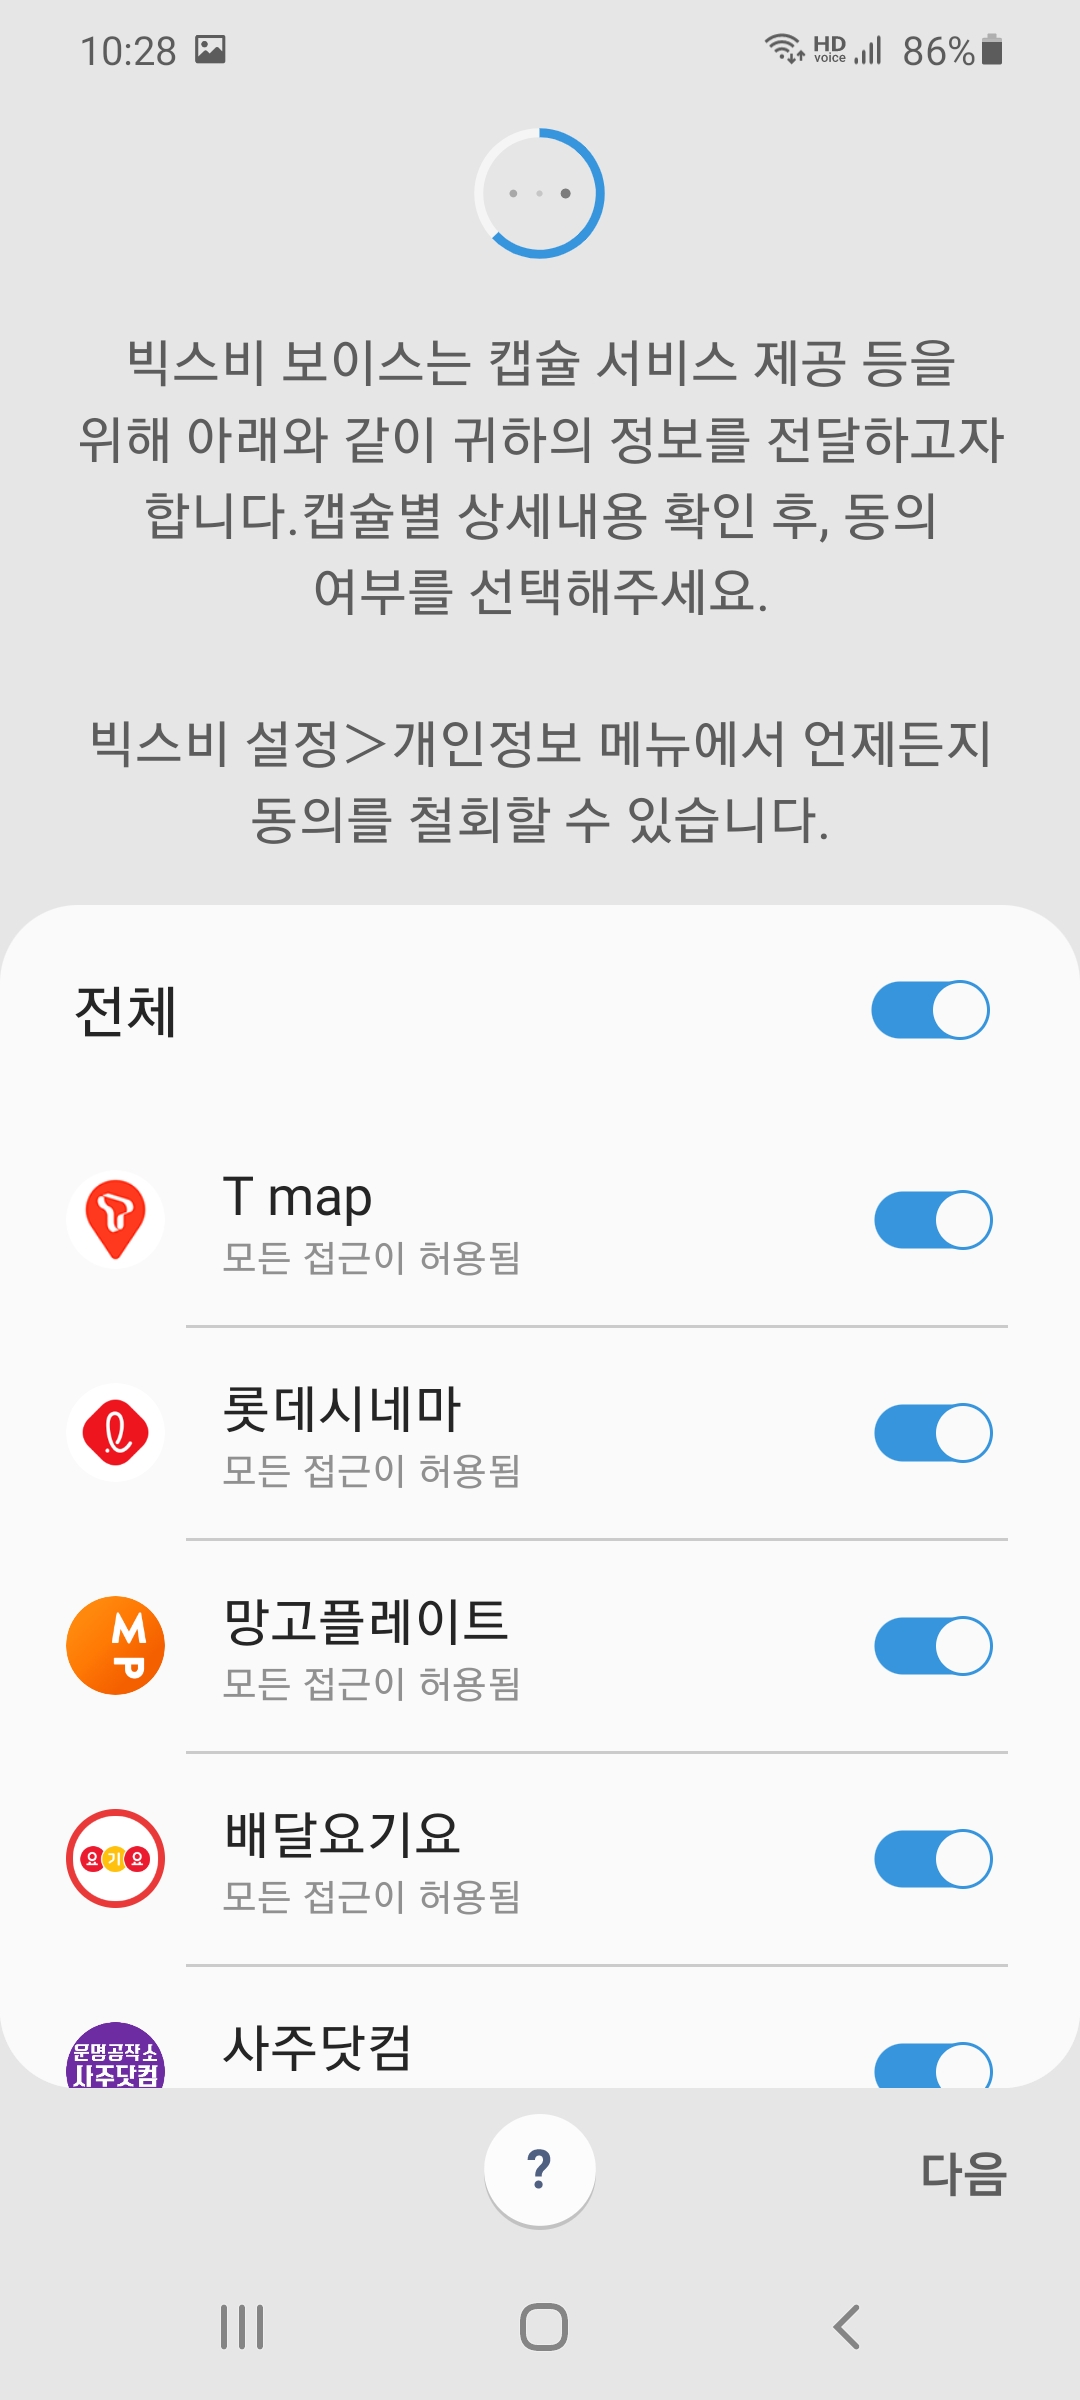 10:28
HD voice 86%
빅스비 보이스는 캡슐 서비스 제공 등을
위해 아래와 같이 귀하의 정보를 전달하고자
합니다.캡슐별 상세내용 확인 후, 동의
여부를 선택해주세요.
빅스비 설정>개인정보 메뉴에서 언제든지
동의를 철회할 수 있습니다.
전체
T map
모든 접근이 허용됨
롯데시네마
모든 접근이 허용됨
MP
망고플레이트
모든 접근이 허용됨
요기요
배달요기요
모든 접근이 허용됨
문명공작소
사주닷컴
사주닷컴
?
다음